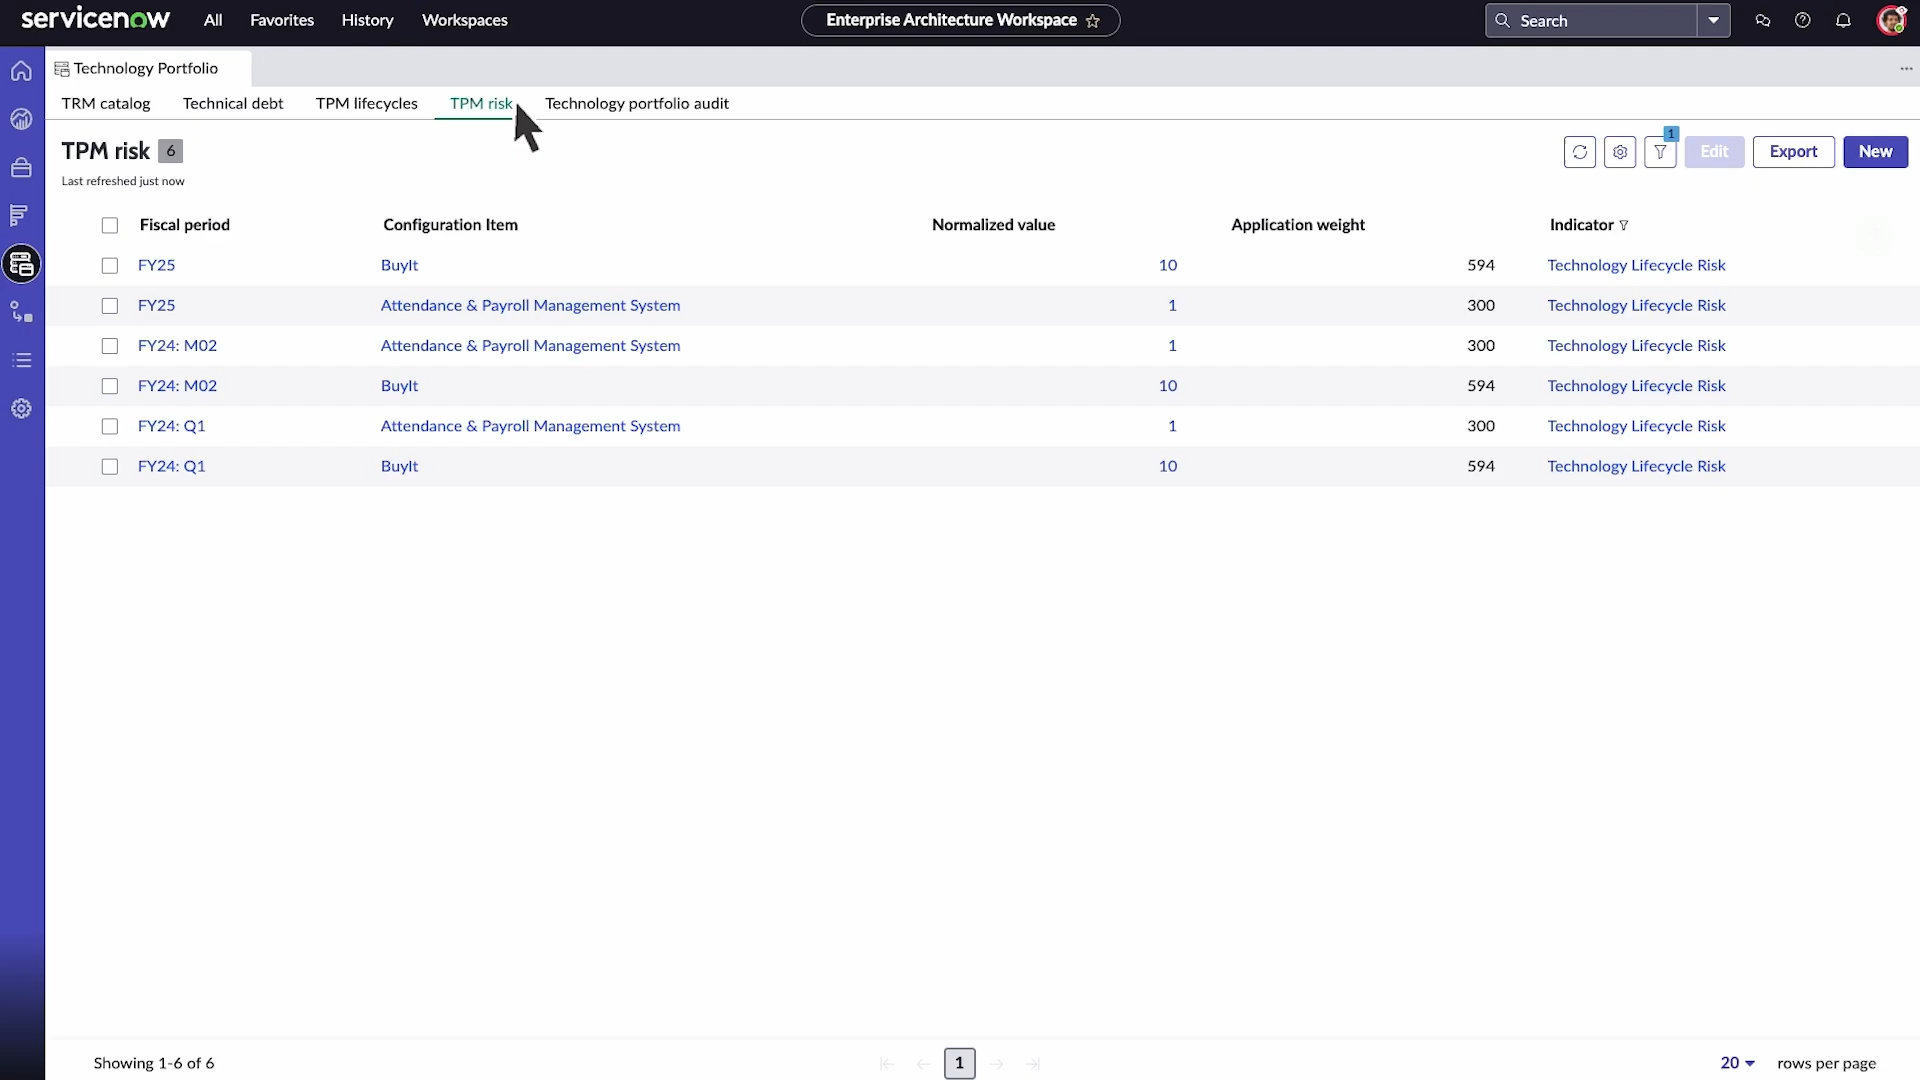 servicenow All Favorites History Workspaces Enterprise Architecture Workspace Search
Technology Portfolio
TRM catalog Technical debt TPM lifecycles TPM risk Technology portfolio audit
TPM risk 6 1 Edit Export New
Last refreshed just now
Fiscal period Configuration Item Normalized value Application weight Indicator
FY25 BuyIt 10 594 Technology Lifecycle Risk
FY25 Attendance & Payroll Management System 1 300 Technology Lifecycle Risk
FY24: M02 Attendance & Payroll Management System 1 300 Technology Lifecycle Risk
FY24: M02 BuyIt 10 594 Technology Lifecycle Risk
FY24: Q1 Attendance & Payroll Management System 1 300 Technology Lifecycle Risk
FY24: Q1 BuyIt 10 594 Technology Lifecycle Risk
Showing 1-6 of 6 1 20 rows per page